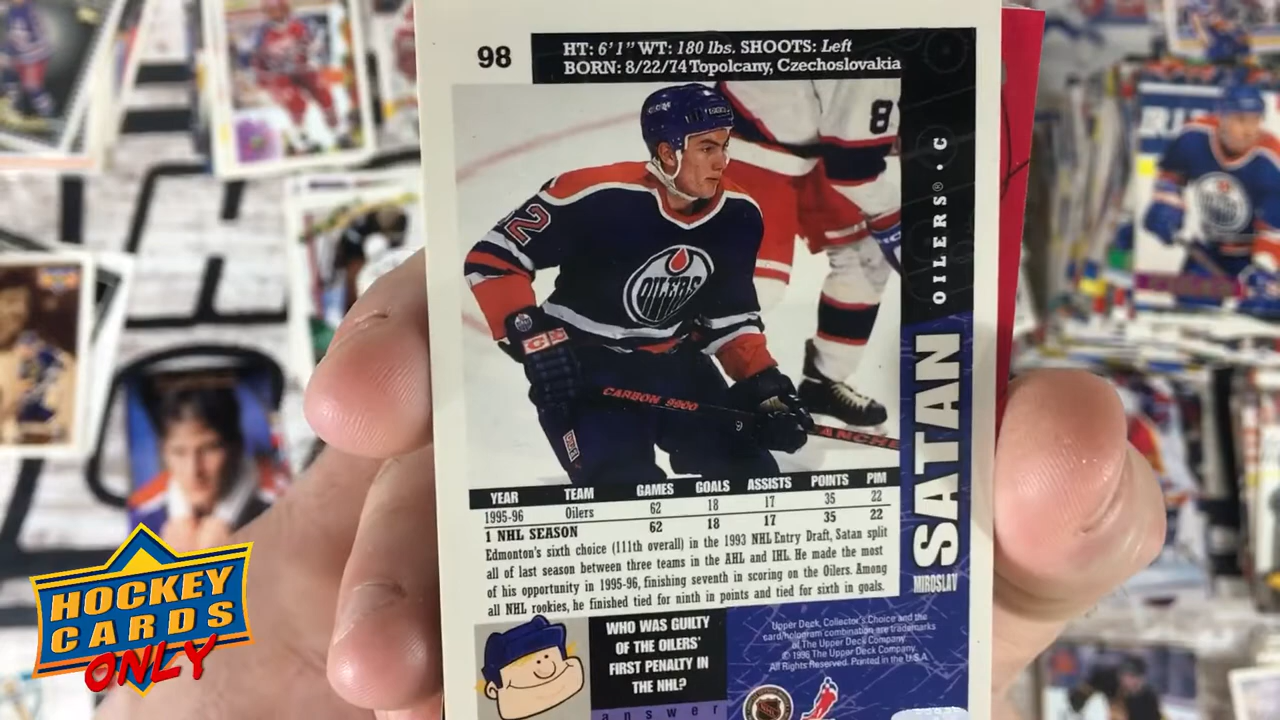 98
HT: 6'1" WT: 180 lbs. SHOOTS: Left
BORN: 8/22/74 Topolcany, Czechoslovakia
8
CCM
OILERS® • C
OILERS
CARBON 9900
SATAN
MIROSLAV
YEAR TEAM GAMES GOALS ASSISTS POINTS PIM
1995-96 Oilers 62 18 17 35 22
1 NHL SEASON 62 18 17 35 22
Edmonton's sixth choice (111th overall) in the 1993 NHL Entry Draft, Satan split
all of last season between three teams in the AHL and IHL. He made the most
of his opportunity in 1995-96, finishing seventh in scoring on the Oilers. Among
all NHL rookies, he finished tied for ninth in points and tied for sixth in goals.
WHO WAS GUILTY
OF THE OILERS'
FIRST PENALTY IN
THE NHL?
answer
Upper Deck, Collector's Choice and the
card/hologram combination are trademarks
of The Upper Deck Company.
© 1996 The Upper Deck Company.
All Rights Reserved. Printed in the U.S.A.
HOCKEY
CARDS
ONLY